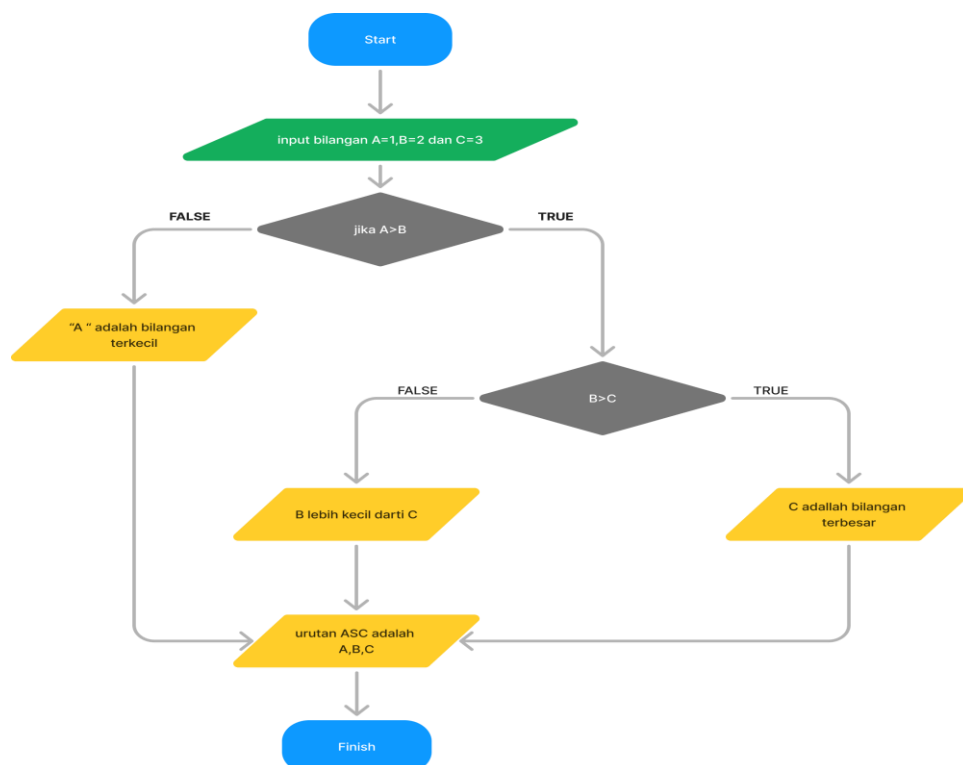 Start
input bilangan A=1,B=2 dan C=3
FALSE
TRUE
jika A>B
“A “ adalah bilangan
terkecil
FALSE
TRUE
B>C
B lebih kecil darti C
C adallah bilangan
terbesar
urutan ASC adalah
A,B,C
Finish